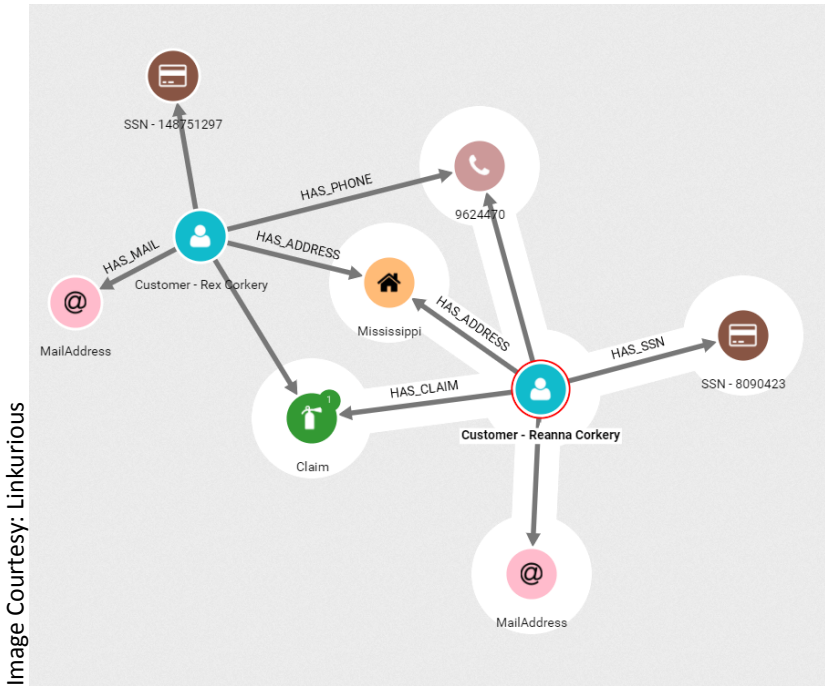 SSN - 148751297
HAS_PHONE
9624470
HAS_MAIL
HAS_ADDRESS
Customer - Rex Corkery
@
MailAddress
Mississippi
HAS_ADDRESS
HAS_SSN
SSN - 8090423
HAS_CLAIM
1
Claim
Customer - Reanna Corkery
@
MailAddress
Image Courtesy: Linkurious